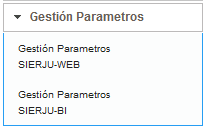 Gestión Parametros
Gestión Parametros
SIERJU-WEB
Gestión Parametros
SIERJU-BI